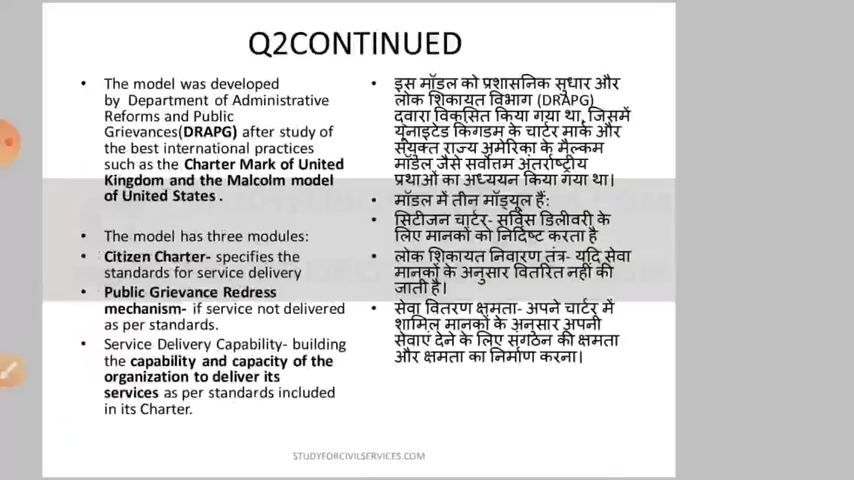 Q2CONTINUED
• The model was developed
by Department of Administrative
Reforms and Public
Grievances(DRAPG) after study of
the best international practices
such as the Charter Mark of United
Kingdom and the Malcolm model
of United States .
• The model has three modules:
• Citizen Charter- specifies the
standards for service delivery
• Public Grievance Redress
mechanism- if service not delivered
as per standards.
• Service Delivery Capability- building
the capability and capacity of the
organization to deliver its
services as per standards included
in its Charter.
• इस मॉडल को प्रशासनिक सुधार और
लोक शिकायत विभाग (DRAPG)
दवारा विकसित किया गया था, जिसमें
यूनाइटेड किंगडम के चार्टर मार्क और
संयुक्त राज्य अमेरिका के मैल्कम
मॉडल जैसे सर्वोत्तम अंतर्राष्ट्रीय
प्रथाओं का अध्ययन किया गया था।
• मॉडल में तीन मॉड्यूल हैं:
• सिटीजन चार्टर- सर्विस डिलीवरी के
लिए मानकों को निर्दिष्ट करता है
• लोक शिकायत निवारण तंत्र- यदि सेवा
मानकों के अनुसार वितरित नहीं की
जाती है।
• सेवा वितरण क्षमता- अपने चार्टर में
शामिल मानकों के अनुसार अपनी
सेवाएं देने के लिए संगठन की क्षमता
और क्षमता का निर्माण करना।
STUDYFORCIVILSERVICES.COM